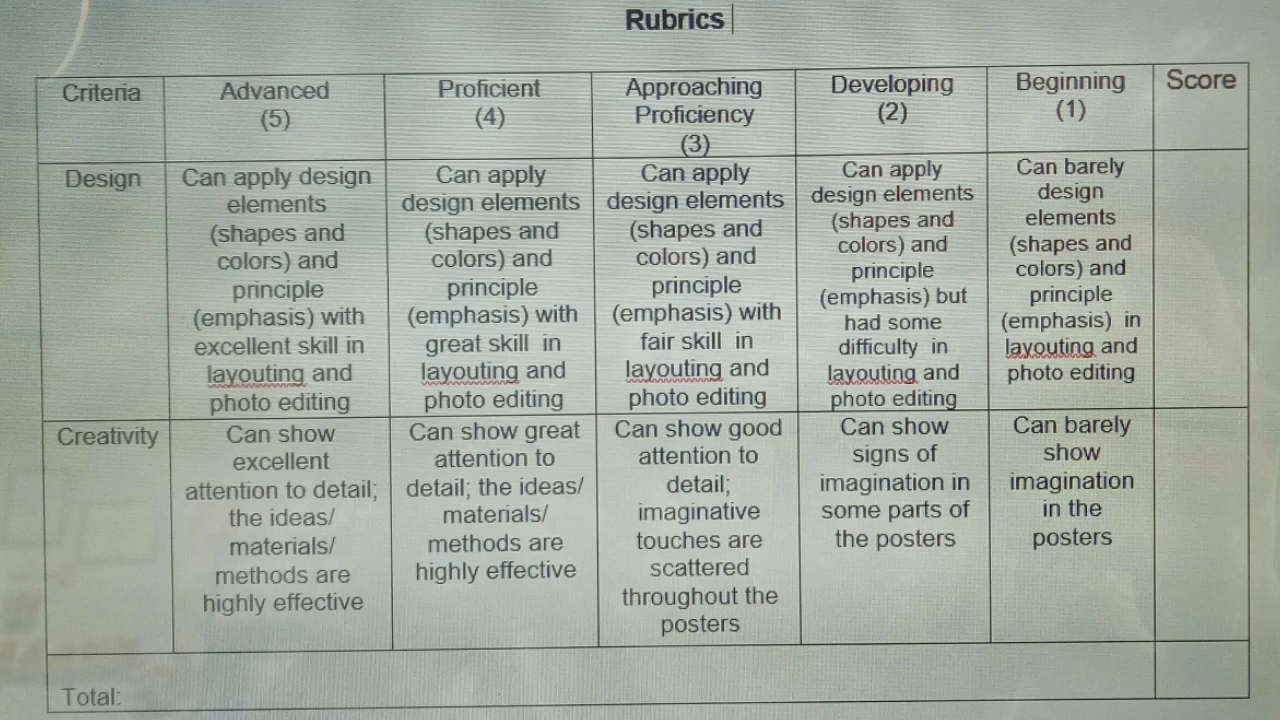 Rubrics
Criteria
Advanced
(5)
Proficient
(4)
Approaching
Proficiency
(3)
Developing
(2)
Beginning
(1)
Score
Design
Can apply design
elements
(shapes and
colors) and
principle
(emphasis) with
excellent skill in
layouting and
photo editing
Can apply
design elements
(shapes and
colors) and
principle
(emphasis) with
great skill in
layouting and
photo editing
Can apply
design elements
(shapes and
colors) and
principle
(emphasis) with
fair skill in
layouting and
photo editing
Can apply
design elements
(shapes and
colors) and
principle
(emphasis) but
had some
difficulty in
layouting and
photo editing
Can barely
design
elements
(shapes and
colors) and
principle
(emphasis) in
layouting and
photo editing
Creativity
Can show
excellent
attention to detail;
the ideas/
materials/
methods are
highly effective
Can show great
attention to
detail; the ideas/
materials/
methods are
highly effective
Can show good
attention to
detail;
imaginative
touches are
scattered
throughout the
posters
Can show
signs of
imagination in
some parts of
the posters
Can barely
show
imagination
in the
posters
Total: